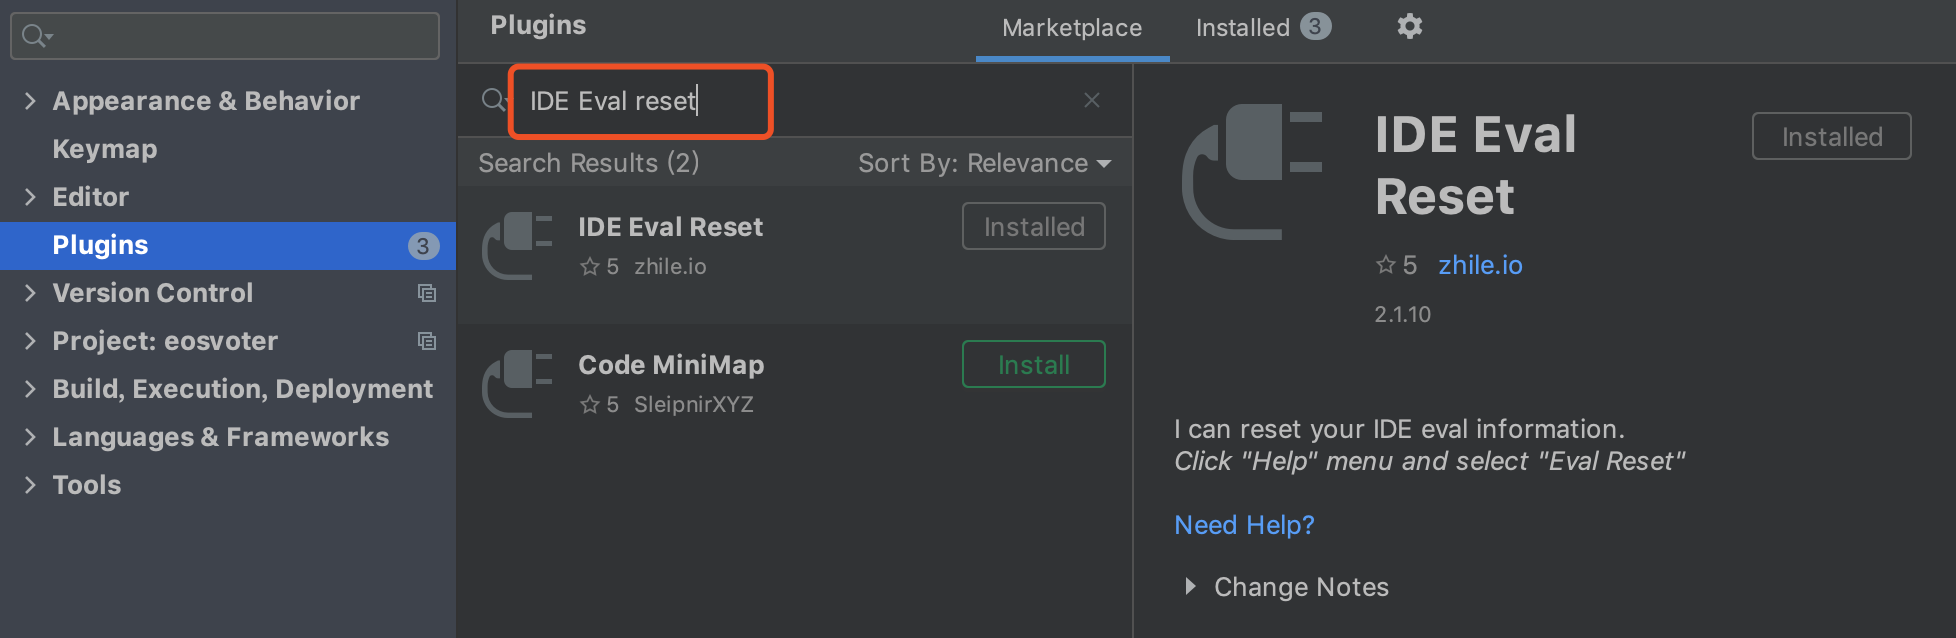 Appearance & Behavior
Keymap
Editor
Plugins 3
Version Control
Project: eosvoter
Build, Execution, Deployment
Languages & Frameworks
Tools
Plugins
Marketplace
Installed 3
IDE Eval reset
Search Results (2)
Sort By: Relevance
IDE Eval Reset
Installed
5 zhile.io
Code MiniMap
Install
5 SleipnirXYZ
IDE Eval
Reset
Installed
5 zhile.io
2.1.10
I can reset your IDE eval information.
Click "Help" menu and select "Eval Reset"
Need Help?
Change Notes